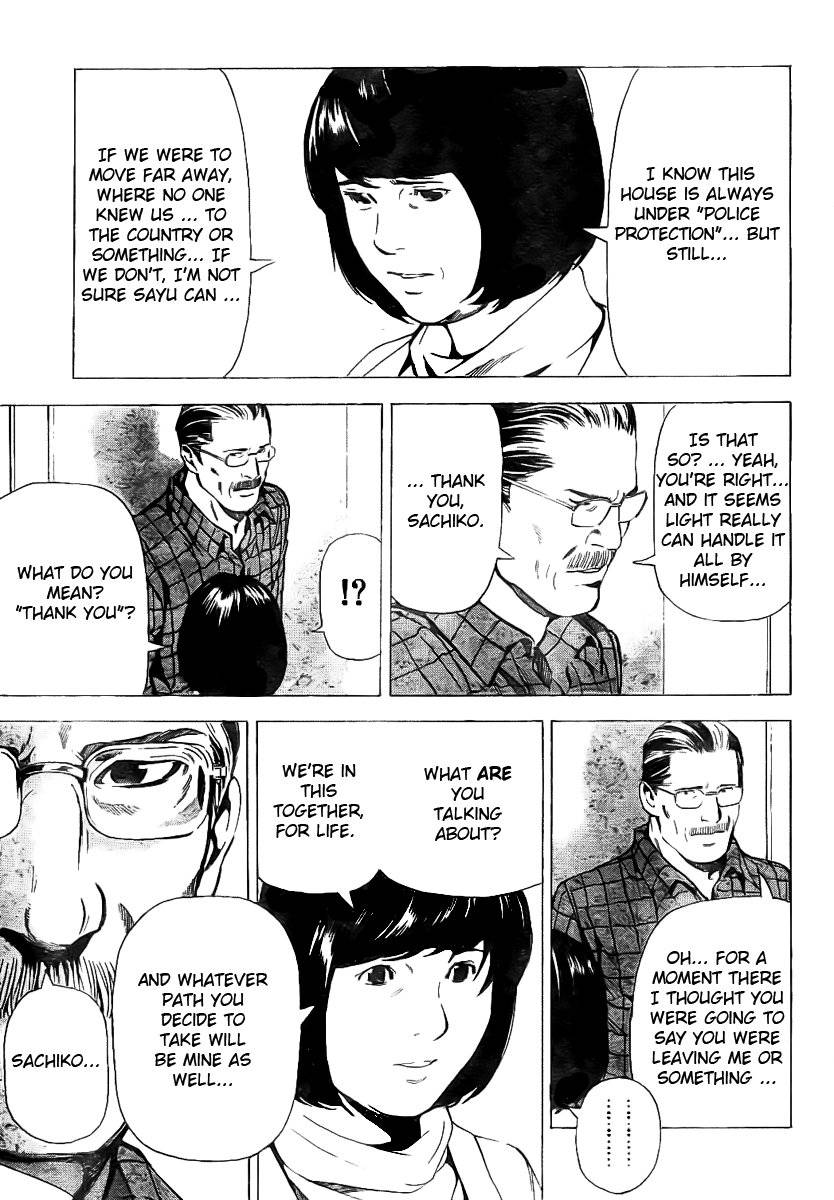 I KNOW THIS
HOUSE IS ALWAYS
UNDER "POLICE
PROTECTION"... BUT
STILL...
IF WE WERE TO
MOVE FAR AWAY,
WHERE NO ONE
KNEW US ... TO
THE COUNTRY OR
SOMETHING... IF
WE DON'T, I'M NOT
SURE SAYU CAN ...
IS THAT
SO? ... YEAH,
YOU'RE RIGHT...
AND IT SEEMS
LIGHT REALLY
CAN HANDLE IT
ALL BY
HIMSELF...
... THANK
YOU,
SACHIKO.
!?
WHAT DO YOU
MEAN?
"THANK YOU"?
OH... FOR A
MOMENT THERE
I THOUGHT YOU
WERE GOING TO
SAY YOU WERE
LEAVING ME OR
SOMETHING ...
.........
.........
WHAT ARE
YOU
TALKING
ABOUT?
WE'RE IN
THIS
TOGETHER,
FOR LIFE.
AND WHATEVER
PATH YOU
DECIDE TO
TAKE WILL
BE MINE AS
WELL...
SACHIKO...